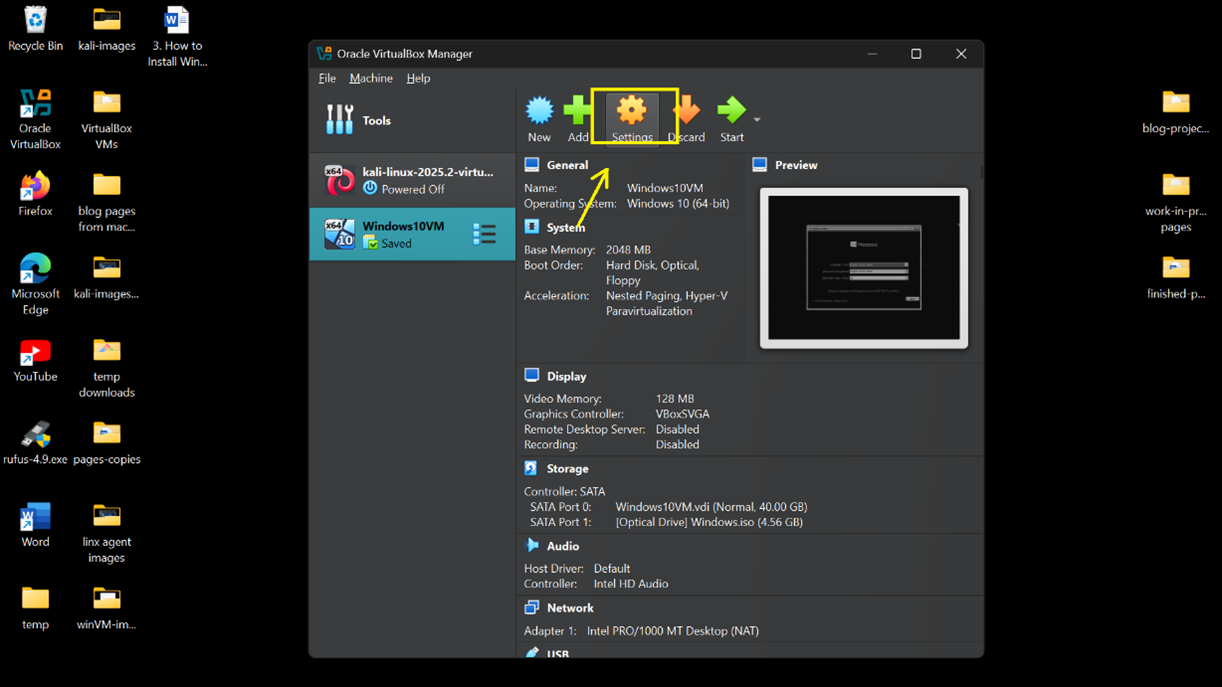 Recycle Bin
kali-images
3. How to
Install Win...
Oracle
VirtualBox
VirtualBox
VMs
Firefox
blog pages
from mac...
Microsoft
Edge
kali-images...
YouTube
temp
downloads
rufus-4.9.exe
pages-copies
Word
linx agent
images
temp
winVM-im...
Oracle VirtualBox Manager
File Machine Help
Tools
New Add Settings Discard Start
x64 kali-linux-2025.2-virtu...
Powered Off
x64 10 Windows10VM
Saved
General
Name: Windows10VM
Operating System: Windows 10 (64-bit)
System
Base Memory: 2048 MB
Boot Order: Hard Disk, Optical,
Floppy
Acceleration: Nested Paging, Hyper-V
Paravirtualization
Preview
Windows
Display
Video Memory: 128 MB
Graphics Controller: VBoxSVGA
Remote Desktop Server: Disabled
Recording: Disabled
Storage
Controller: SATA
SATA Port 0: Windows10VM.vdi (Normal, 40.00 GB)
SATA Port 1: [Optical Drive] Windows.iso (4.56 GB)
Audio
Host Driver: Default
Controller: Intel HD Audio
Network
Adapter 1: Intel PRO/1000 MT Desktop (NAT)
USB
blog-projec...
work-in-pr...
pages
finished-p...